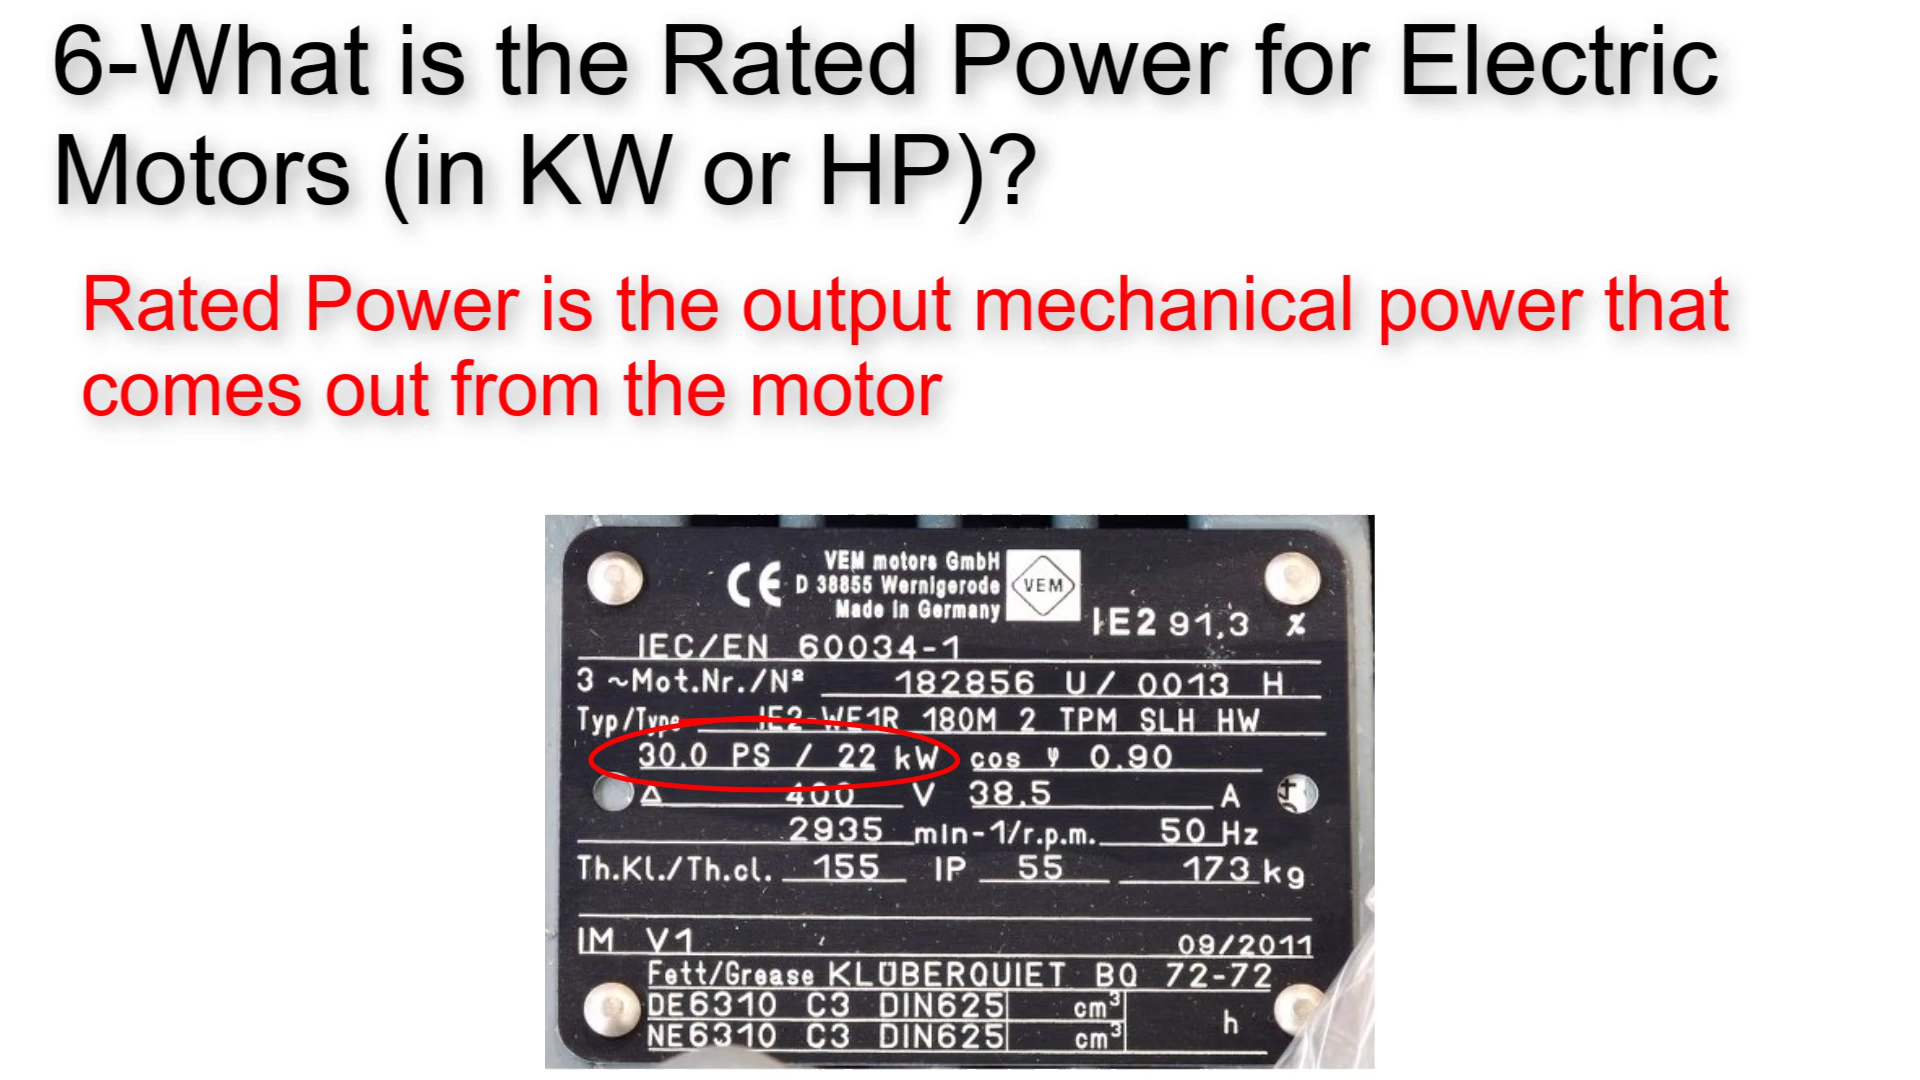 6-What is the Rated Power for Electric
Motors (in KW or HP)?
Rated Power is the output mechanical power that
comes out from the motor
CE
VEM motors GmbH
D 38855 Wernigerode
Made in Germany
VEM
IE2 91,3 %
IEC/EN 60034-1
3 ~Mot.Nr./Nº 182856 U/ 0013 H
Typ/Type IE2-WE1R 180M 2 TPM SLH HW
30.0 PS / 22 kW cos φ 0.90
Δ 400 V 38.5 A
2935 min-1/r.p.m. 50 Hz
Th.Kl./Th.cl. 155 IP 55 173 kg
IM V1 09/2011
Fett/Grease KLÜBERQUIET BQ 72-72
DE6310 C3 DIN625 cm³
NE6310 C3 DIN625 cm³ h